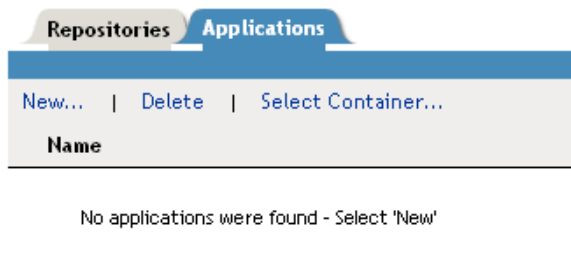 Repositories Applications
New... | Delete | Select Container...
Name
No applications were found - Select 'New'